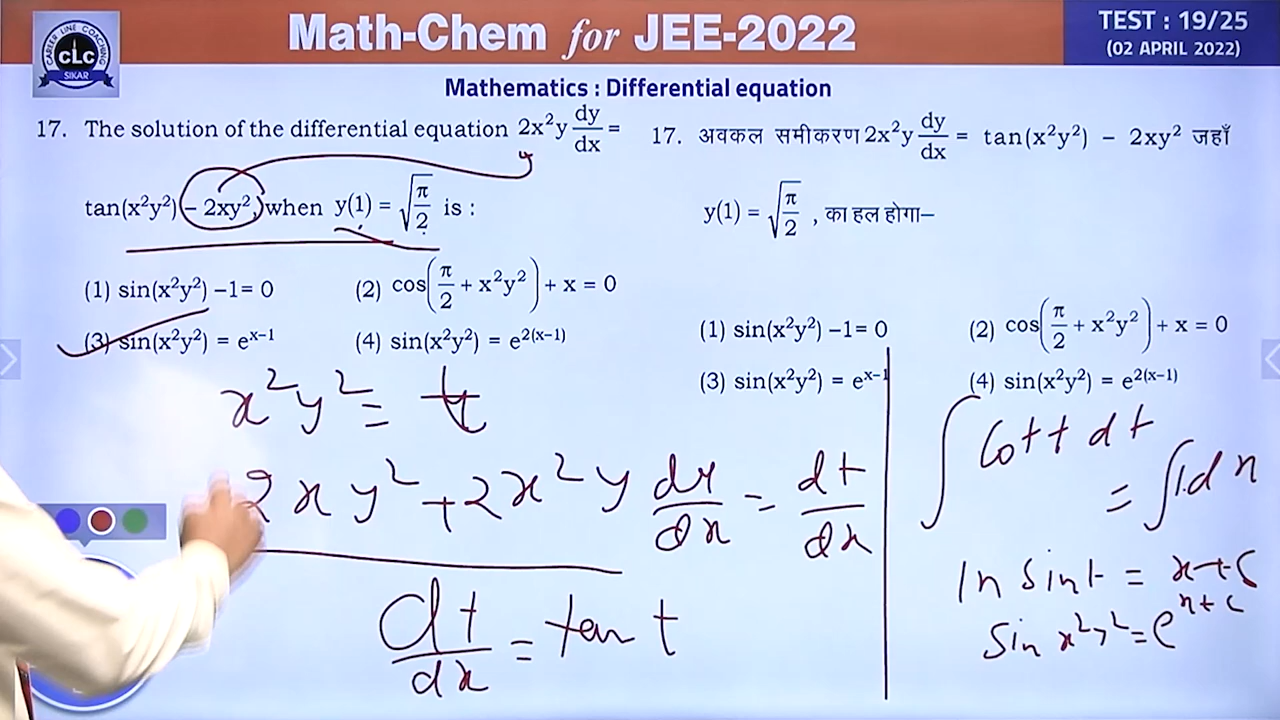 CAREER LINE COACHING
CLC
SIKAR
Math-Chem for JEE-2022
TEST : 19/25
(02 APRIL 2022)
Mathematics : Differential equation
17. The solution of the differential equation 2x²y dy/dx =
tan(x²y²) – 2xy², when y(1) = √(π/2) is :
(1) sin(x²y²) –1= 0 (2) cos(π/2 + x²y²) + x = 0
(3) sin(x²y²) = eˣ⁻¹ (4) sin(x²y²) = e²⁽ˣ⁻¹⁾
17. अवकल समीकरण 2x²y dy/dx = tan(x²y²) – 2xy² जहाँ
y(1) = √(π/2) , का हल होगा–
(1) sin(x²y²) –1= 0 (2) cos(π/2 + x²y²) + x = 0
(3) sin(x²y²) = eˣ⁻¹ (4) sin(x²y²) = e²⁽ˣ⁻¹⁾
x²y² = t
2xy² + 2x²y dy/dx = dt/dx
dt/dx = tan t
∫ Cot t dt
= ∫ 1.dx
ln Sin t = x + C
Sin x²y² = eˣ⁺ᶜ